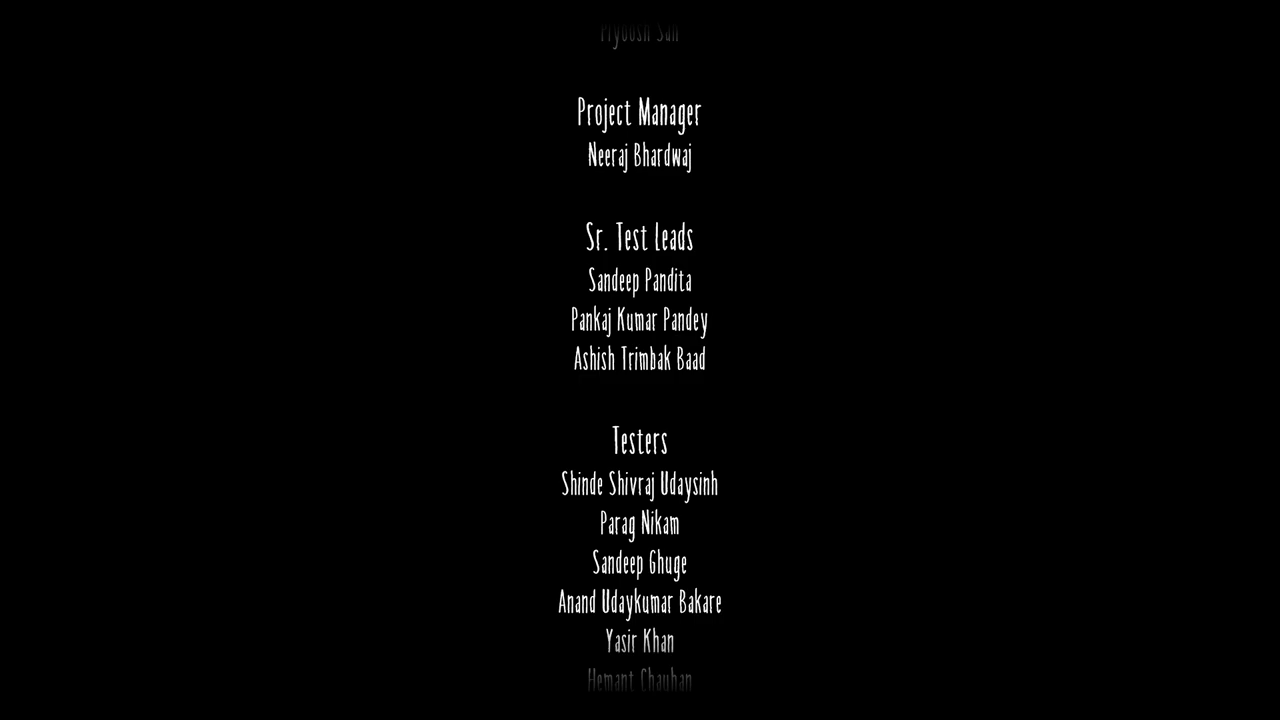 Project Manager
Neeraj Bhardwaj
Sr. Test Leads
Sandeep Pandita
Pankaj Kumar Pandey
Ashish Trimbak Baad
Testers
Shinde Shivraj Udaysinh
Parag Nikam
Sandeep Ghuge
Anand Udaykumar Bakare
Yasir Khan
Hemant Chauhan